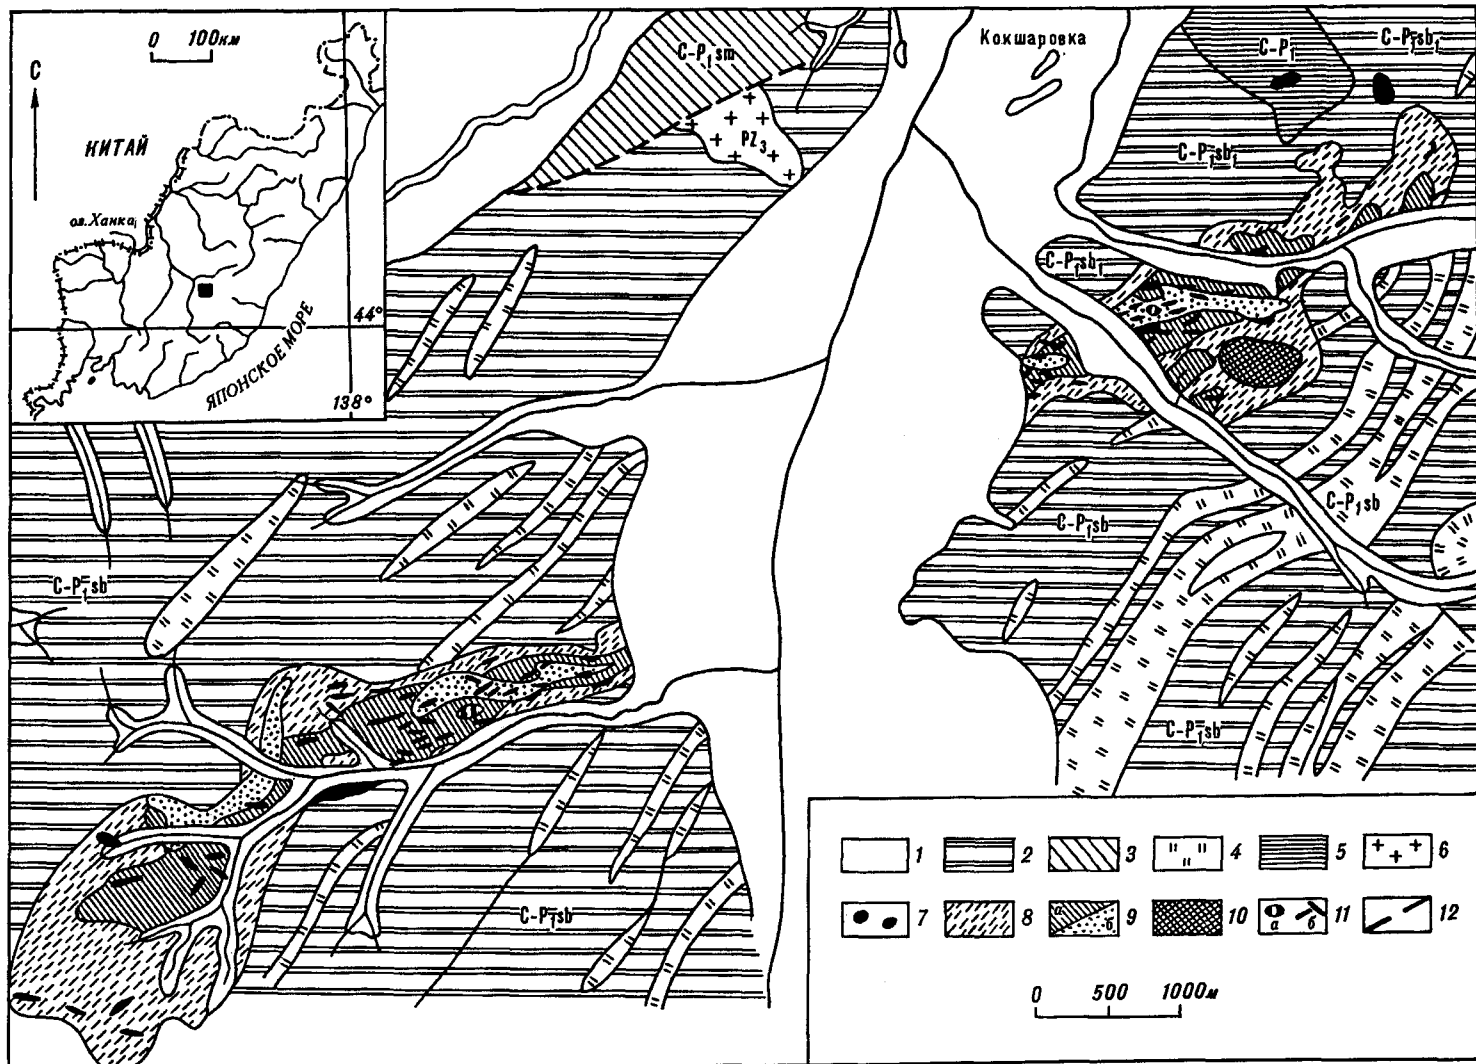 0 100км
С
КИТАЙ
оз. Ханка
44°
ЯПОНСКОЕ МОРЕ
138°
C-P₁sm
PZ₃
Кокшаровка
C-P₁
C-P₁sb₁
C-P₁sb₁
C-P₁sb₁
C-P₁sb
C-P₁sb
C-P₁sb
C-P₁sb
C-P₁sb
1 2 3 4 5 6
7 8 а б 9 10 а б 11 12
0 500 1000м